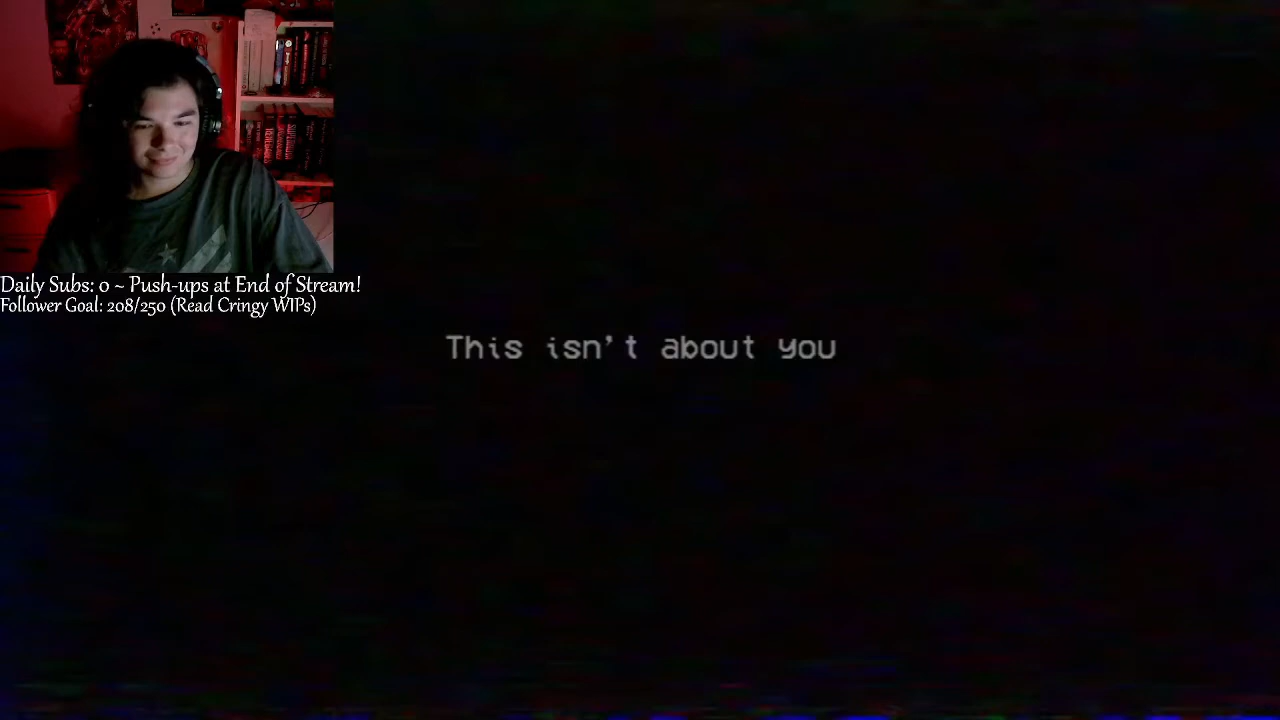 Daily Subs: 0 ~ Push-ups at End of Stream!
Follower Goal: 208/250 (Read Cringy WIPs)
This isn't about you